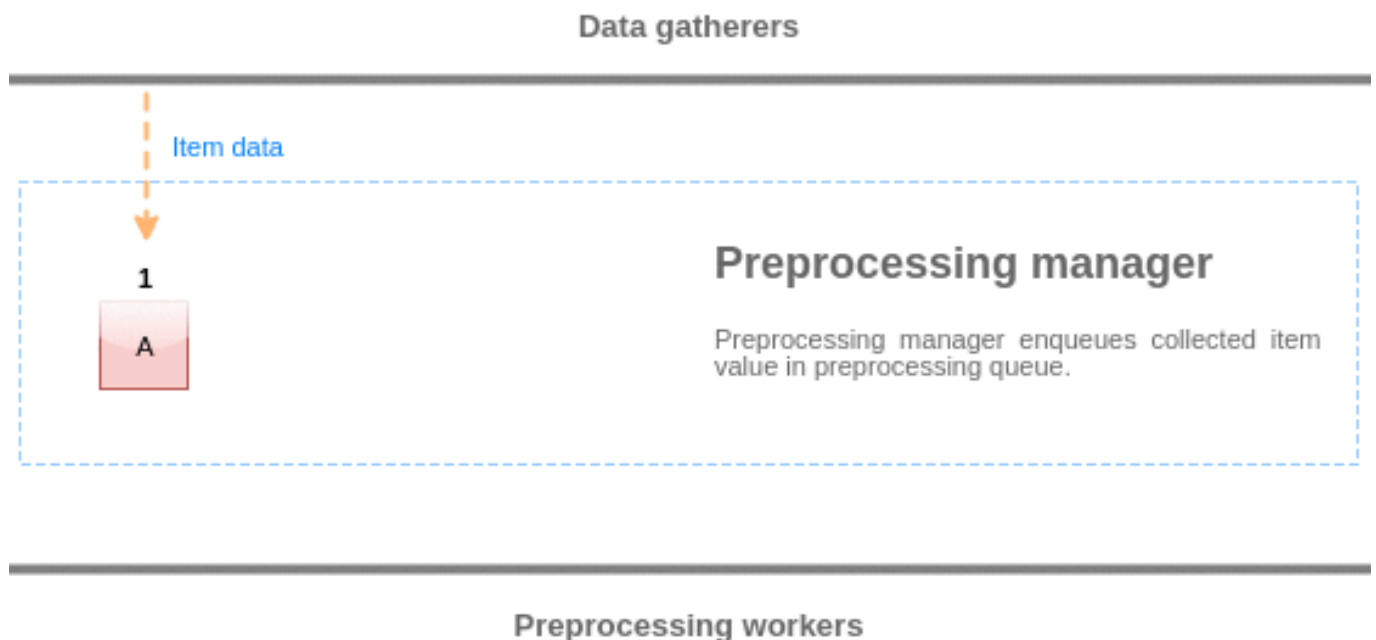 Data gatherers
Item data
1
A
Preprocessing manager
Preprocessing manager enqueues collected item
value in preprocessing queue.
Preprocessing workers